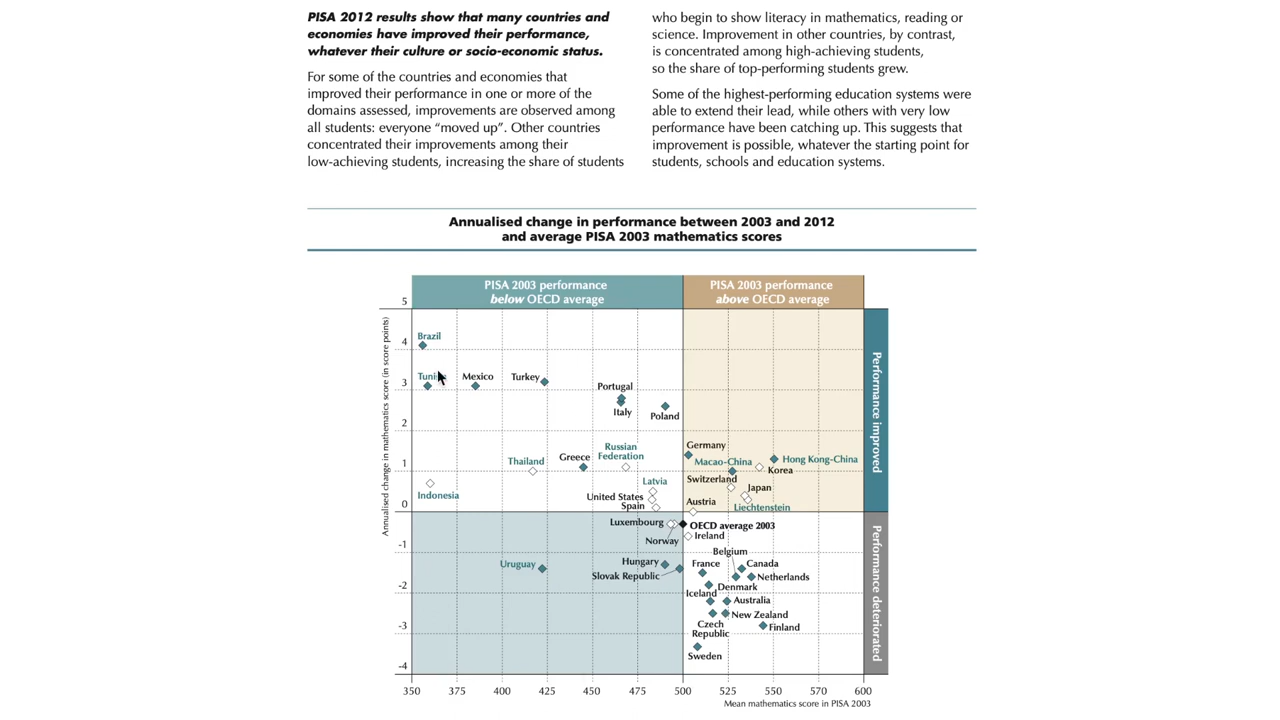 PISA 2012 results show that many countries and
economies have improved their performance,
whatever their culture or socio-economic status.
For some of the countries and economies that
improved their performance in one or more of the
domains assessed, improvements are observed among
all students: everyone “moved up”. Other countries
concentrated their improvements among their
low-achieving students, increasing the share of students
who begin to show literacy in mathematics, reading or
science. Improvement in other countries, by contrast,
is concentrated among high-achieving students,
so the share of top-performing students grew.
Some of the highest-performing education systems were
able to extend their lead, while others with very low
performance have been catching up. This suggests that
improvement is possible, whatever the starting point for
students, schools and education systems.
Annualised change in performance between 2003 and 2012
and average PISA 2003 mathematics scores
PISA 2003 performance
below OECD average
PISA 2003 performance
above OECD average
Annualised change in mathematics score (in score points)
5
4
3
2
1
0
-1
-2
-3
-4
Brazil
Mexico
Turkey
Portugal
Italy
Poland
Russian
Federation
Greece
Thailand
Indonesia
Latvia
United States
Spain
Germany
Macao-China
Hong Kong-China
Korea
Switzerland
Japan
Austria
Liechtenstein
Luxembourg
Norway
OECD average 2003
Ireland
Uruguay
Hungary
Slovak Republic
Belgium
France
Canada
Netherlands
Denmark
Iceland
Australia
New Zealand
Czech
Republic
Finland
Sweden
Performance improved
Performance deteriorated
350 375 400 425 450 475 500 525 550 570 600
Mean mathematics score in PISA 2003